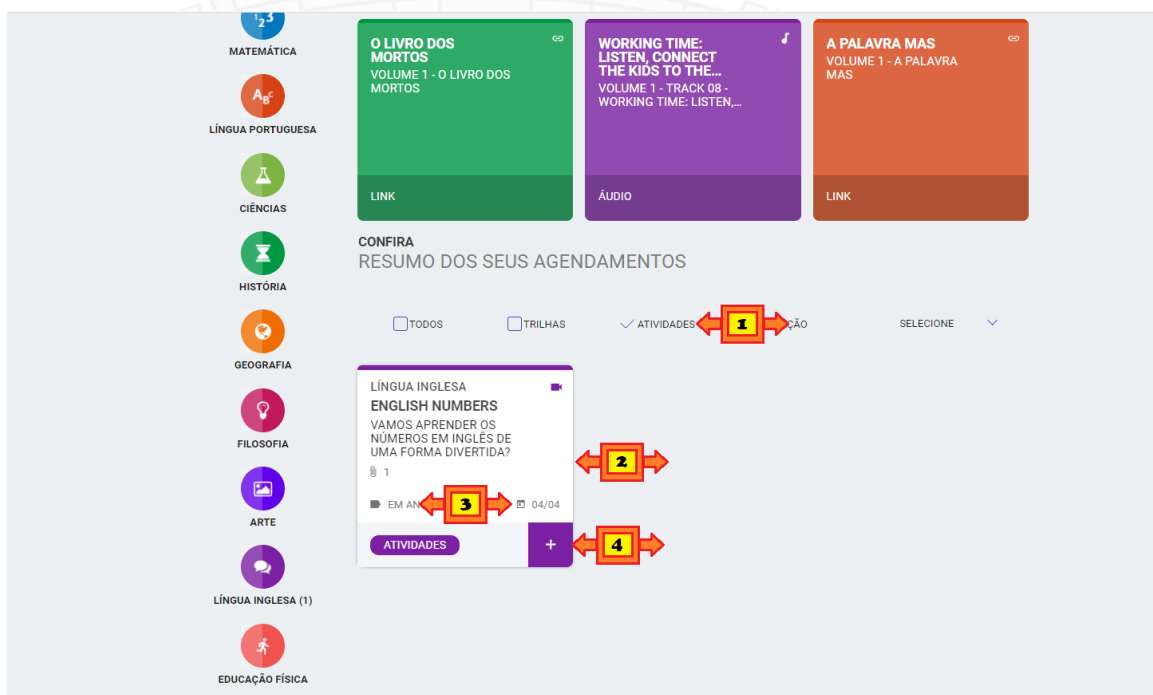 123
MATEMÁTICA
ABC
LÍNGUA PORTUGUESA
CIÊNCIAS
HISTÓRIA
GEOGRAFIA
FILOSOFIA
ARTE
LÍNGUA INGLESA (1)
EDUCAÇÃO FÍSICA
O LIVRO DOS
MORTOS
VOLUME 1 - O LIVRO DOS
MORTOS
LINK
WORKING TIME:
LISTEN, CONNECT
THE KIDS TO THE...
VOLUME 1 - TRACK 08 -
WORKING TIME: LISTEN,...
ÁUDIO
A PALAVRA MAS
VOLUME 1 - A PALAVRA
MAS
LINK
CONFIRA
RESUMO DOS SEUS AGENDAMENTOS
TODOS TRILHAS ATIVIDADES 1 ÇÃO SELECIONE
LÍNGUA INGLESA
ENGLISH NUMBERS
VAMOS APRENDER OS
NÚMEROS EM INGLÊS DE
UMA FORMA DIVERTIDA?
1
2
EM AN 3 04/04
ATIVIDADES + 4